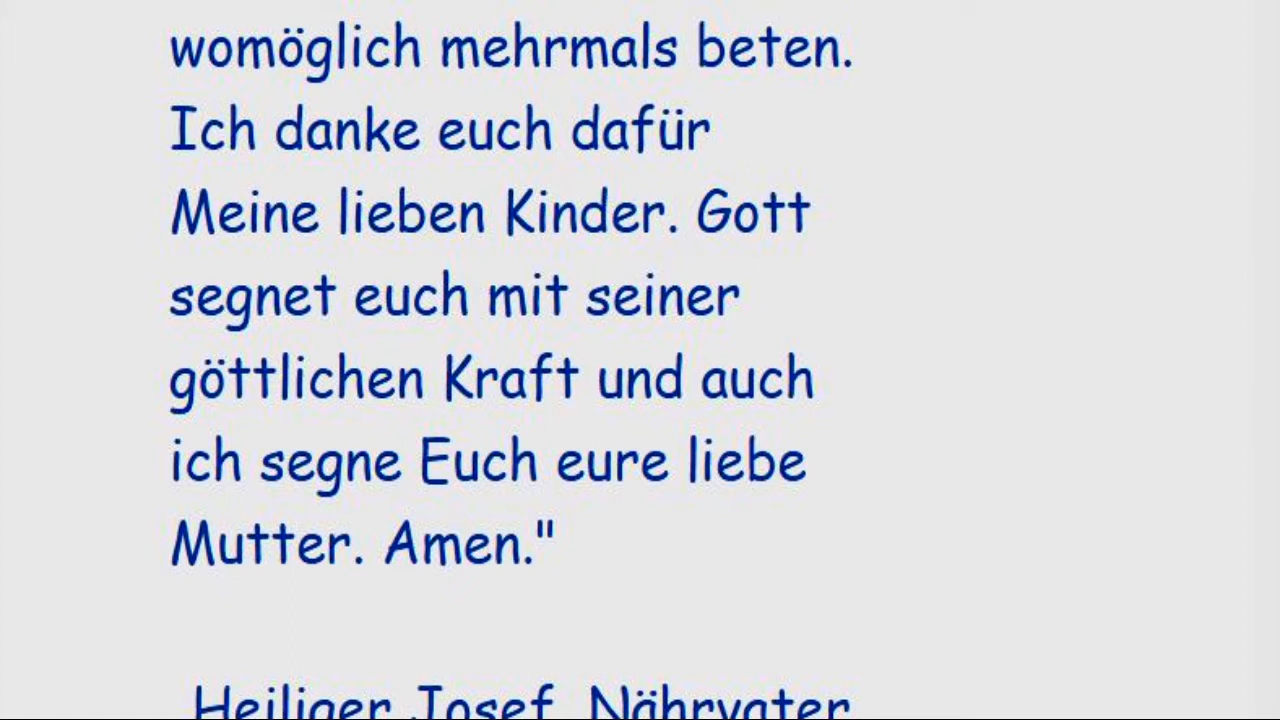 womöglich mehrmals beten.
Ich danke euch dafür
Meine lieben Kinder. Gott
segnet euch mit seiner
göttlichen Kraft und auch
ich segne Euch eure liebe
Mutter. Amen."
Heiliger Josef, Nährvater